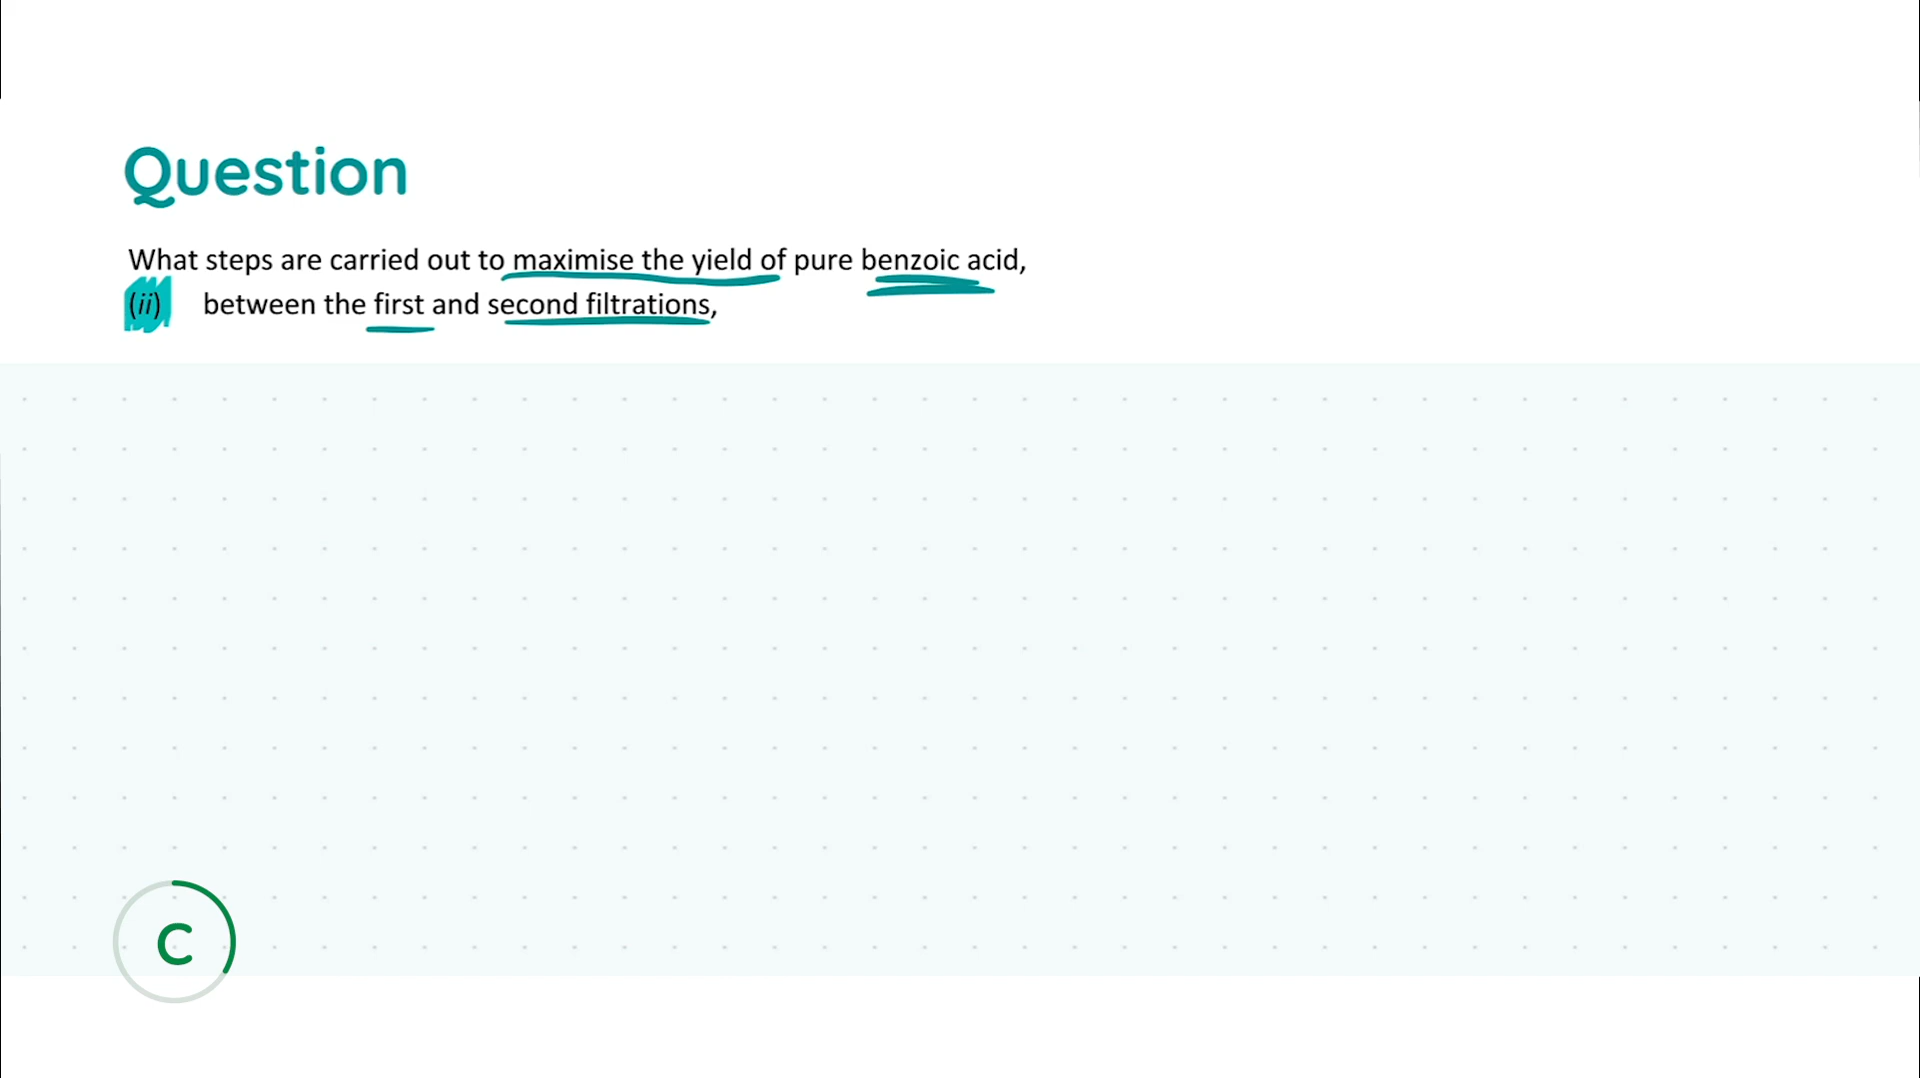 Question
What steps are carried out to maximise the yield of pure benzoic acid,
(ii) between the first and second filtrations,
C